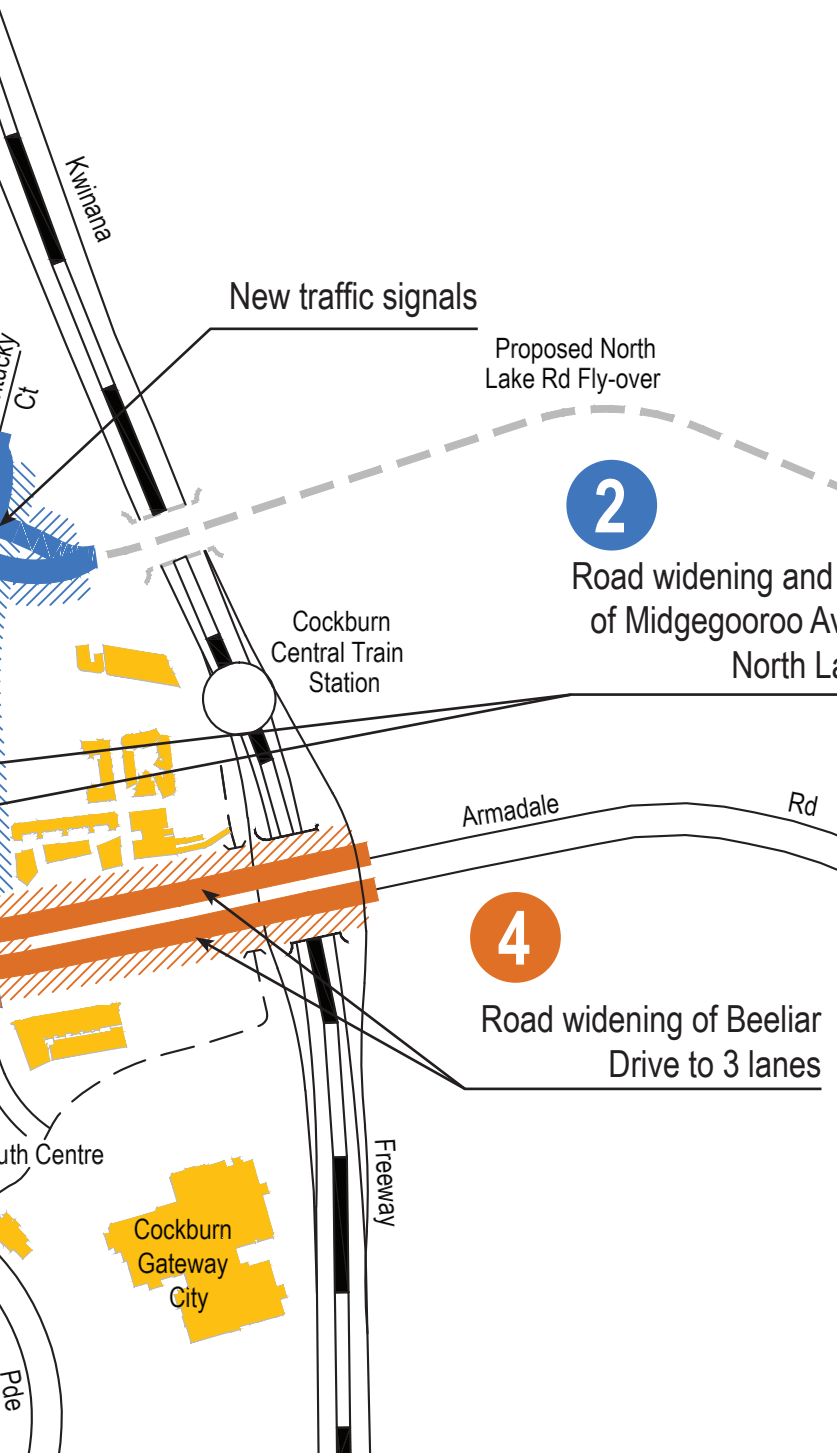 Kwinana
New traffic signals
Proposed North
Lake Rd Fly-over
Ct
2
Road widening and
of Midgegooroo Av
North La
Cockburn
Central Train
Station
Armadale
Rd
4
Road widening of Beeliar
Drive to 3 lanes
uth Centre
Freeway
Cockburn
Gateway
City
Pde